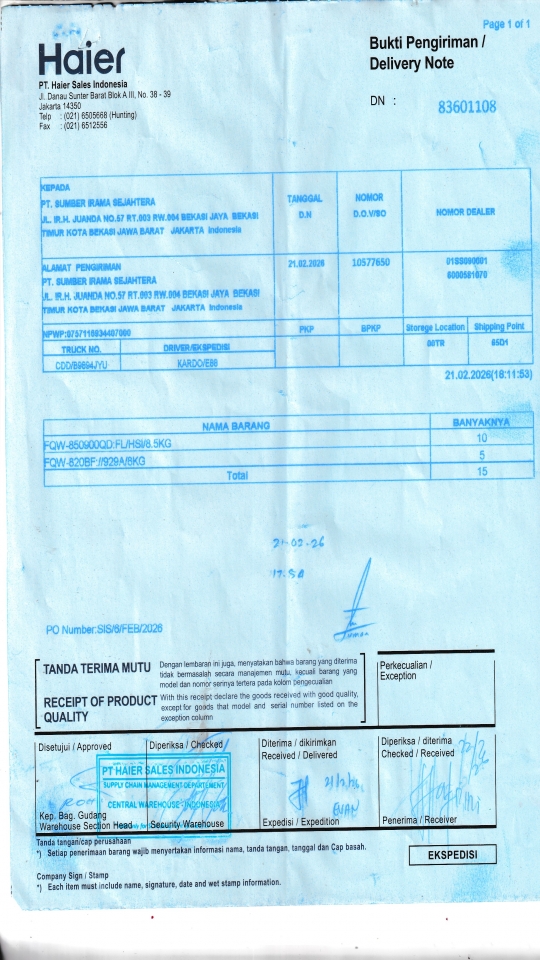 Page 1 of 1
Haier
Bukti Pengiriman /
Delivery Note
PT. Haier Sales Indonesia
Jl. Danau Sunter Barat Blok A III, No. 38 - 39
Jakarta 14350
Telp : (021) 6505668 (Hunting)
Fax : (021) 6512556
DN : 83601108
KEPADA
PT. SUMBER IRAMA SEJAHTERA
JL. IR.H. JUANDA NO.57 RT.003 RW.004 BEKASI JAYA BEKASI
TIMUR KOTA BEKASI JAWA BARAT JAKARTA Indonesia
TANGGAL
D.N
NOMOR
D.O./I/SO
NOMOR DEALER
ALAMAT PENGIRIMAN
PT. SUMBER IRAMA SEJAHTERA
JL. IR.H. JUANDA NO.57 RT.003 RW.004 BEKASI JAYA BEKASI
TIMUR KOTA BEKASI JAWA BARAT JAKARTA Indonesia
21.02.2026
10577650
6000581070
PKP
BPKP
Storage Location
Shipping Point
TRUCK NO.
DRIVER/EKSPEDISI
KARDO/E88
21.02.2026(18:11:53)
NAMA BARANG
BANYAKNYA
FQW-850900QD:FL/HSI/8.5KG
10
FQW-820BF://929A/8KG
5
Total
15
21-02-26
PO Number:SIS/6/FEB/2026
TANDA TERIMA MUTU
Dengan lembaran ini juga, menyatakan bahwa barang yang diterima
tidak bermasalah secara manajemen mutu, kecuali barang yang
model dan nomor serinya tertera pada kolom pengecualian
RECEIPT OF PRODUCT
QUALITY
With this receipt declare the goods received with good quality,
except for goods that model and serial number listed on the
exception column
Perkecualian /
Exception
Disetujui / Approved
Diperiksa / Checked
Diterima / dikirimkan
Received / Delivered
Diperiksa / diterima
Checked / Received
PT HAIER SALES INDONESIA
SUPPLY CHAIN MANAGEMENT DEPARTEMENT
CENTRAL WAREHOUSE - INDONESIA
Kep. Bag. Gudang
Warehouse Section Head
Security Warehouse
Expedisi / Expedition
Penerima / Receiver
Tanda tangan/cap perusahaan
*) Setiap penerimaan barang wajib menyertakan informasi nama, tanda tangan, tanggal dan Cap basah.
EKSPEDISI
Company Sign / Stamp
*) Each item must include name, signature, date and wet stamp information.